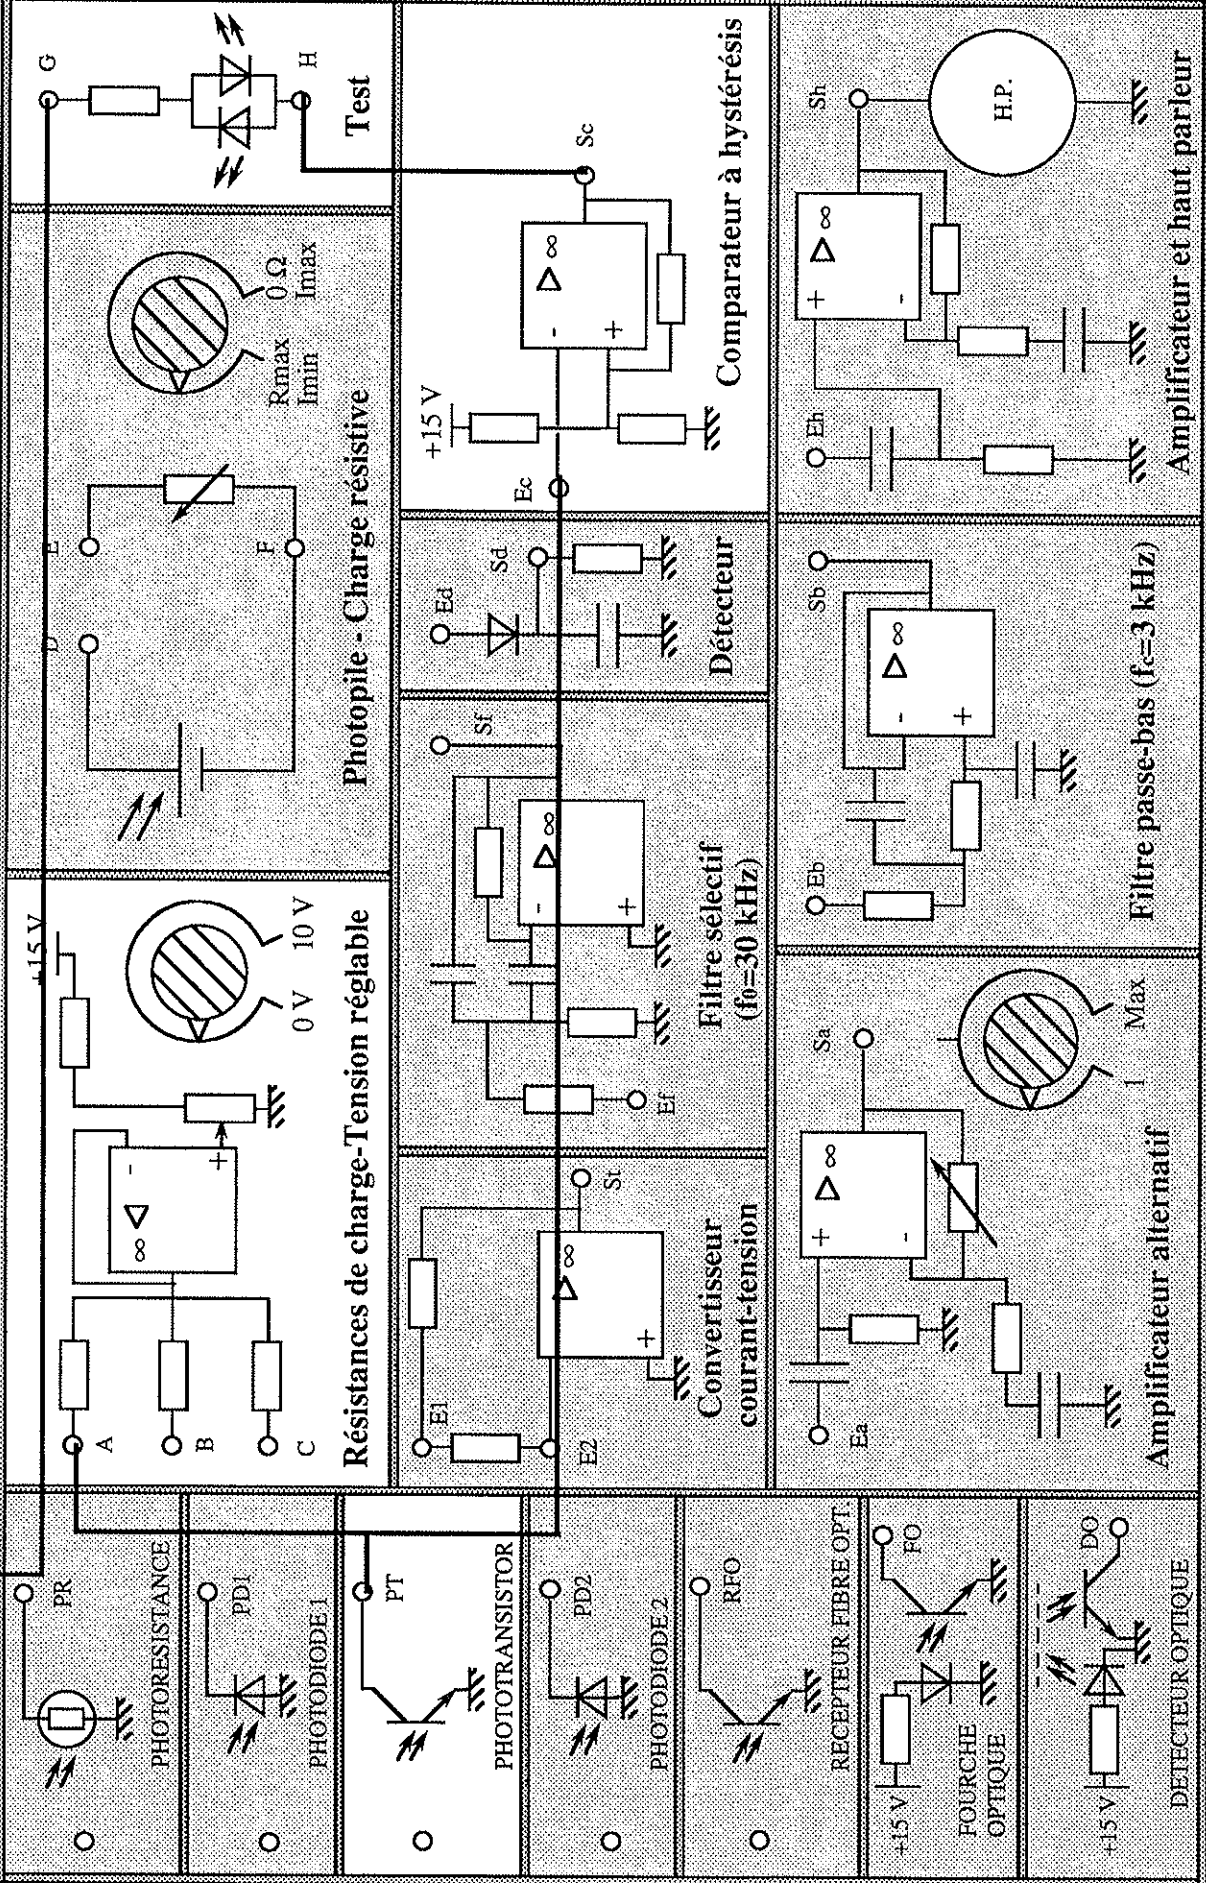 PR
PHOTORESISTANCE
PD1
PHOTODIODE 1
PT
PHOTOTRANSISTOR
PD2
PHOTODIODE 2
RFO
RECEPTEUR FIBRE OPT.
+15 V
FO
FOURCHE
OPTIQUE
+15 V
DO
DETECTEUR OPTIQUE
A
B
C
∞
-
+
+15 V
0 V
10 V
Résistances de charge-Tension réglable
D
E
F
Rmax
Imin
0 Ω
Imax
Photopile - Charge résistive
G
H
Test
E1
E2
+
∞
St
Convertisseur
courant-tension
Ef
-
+
∞
Sf
Filtre sélectif
(f0=30 kHz)
Ed
Sd
Détecteur
Ec
+15 V
-
+
∞
Sc
Comparateur à hystérésis
Ea
+
-
∞
Sa
1
Max
Amplificateur alternatif
Eb
-
+
∞
Sb
Filtre passe-bas (fc=3 kHz)
Eh
+
-
∞
Sh
H.P.
Amplificateur et haut parleur